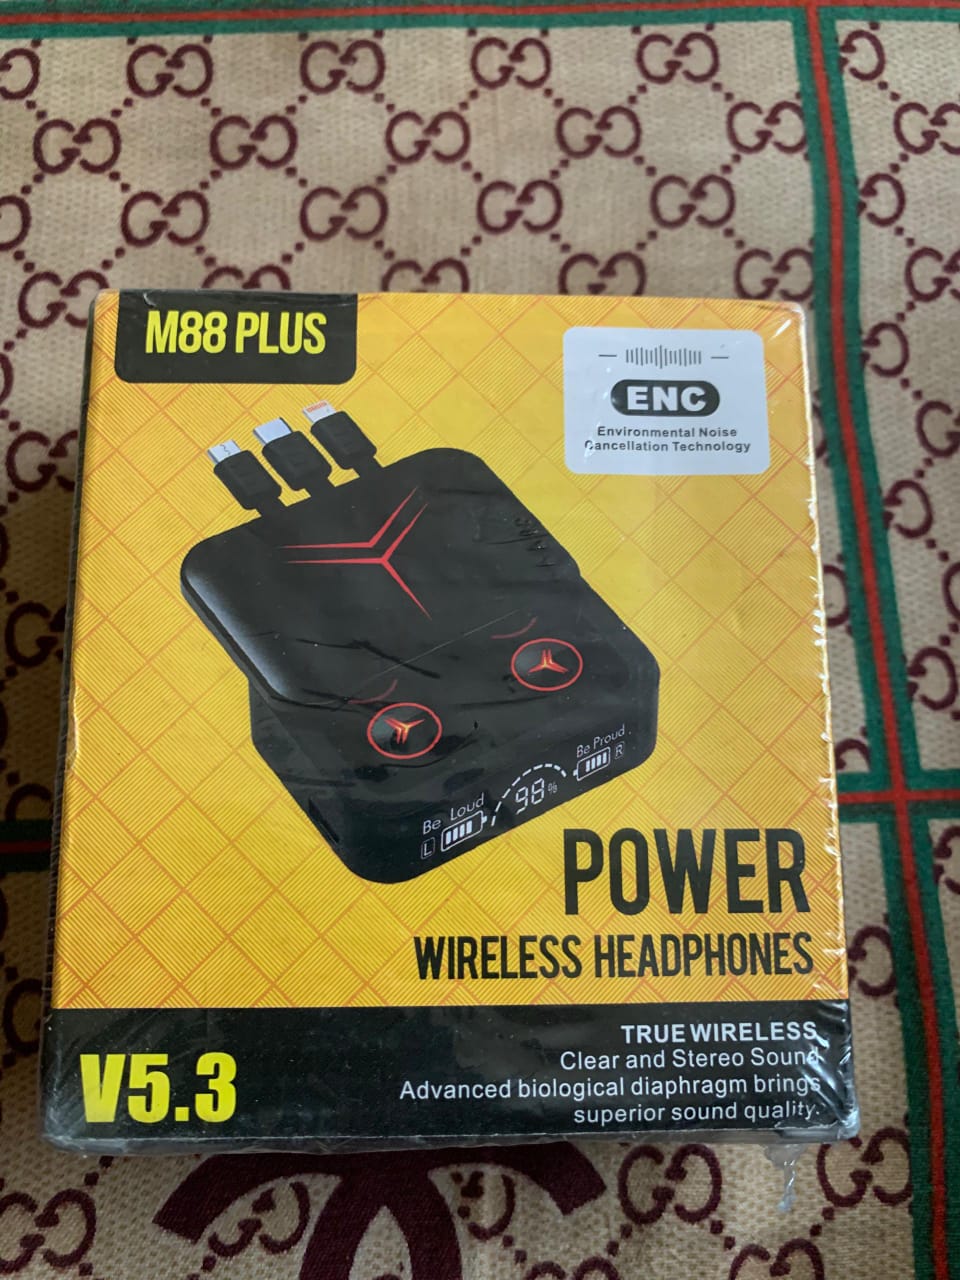 M88 PLUS
ENC
Environmental Noise
Cancellation Technology
Be Loud
Be Proud
L
98%
R
POWER
WIRELESS HEADPHONES
V5.3
TRUE WIRELESS
Clear and Stereo Sound
Advanced biological diaphragm brings
superior sound quality.